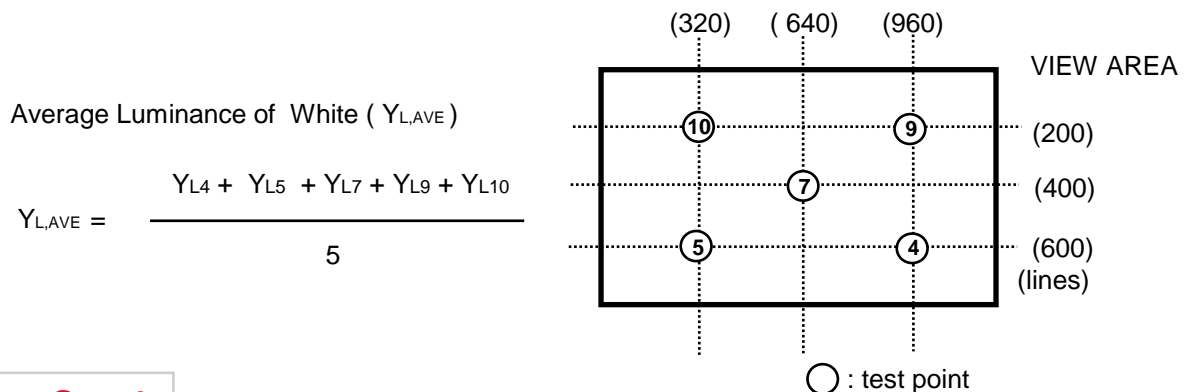 (320) ( 640) (960)
VIEW AREA
Average Luminance of White ( YL,AVE )
10 9 (200)
YL4 + YL5 + YL7 + YL9 + YL10
7 (400)
YL,AVE =
5
5 4 (600)
(lines)
: test point